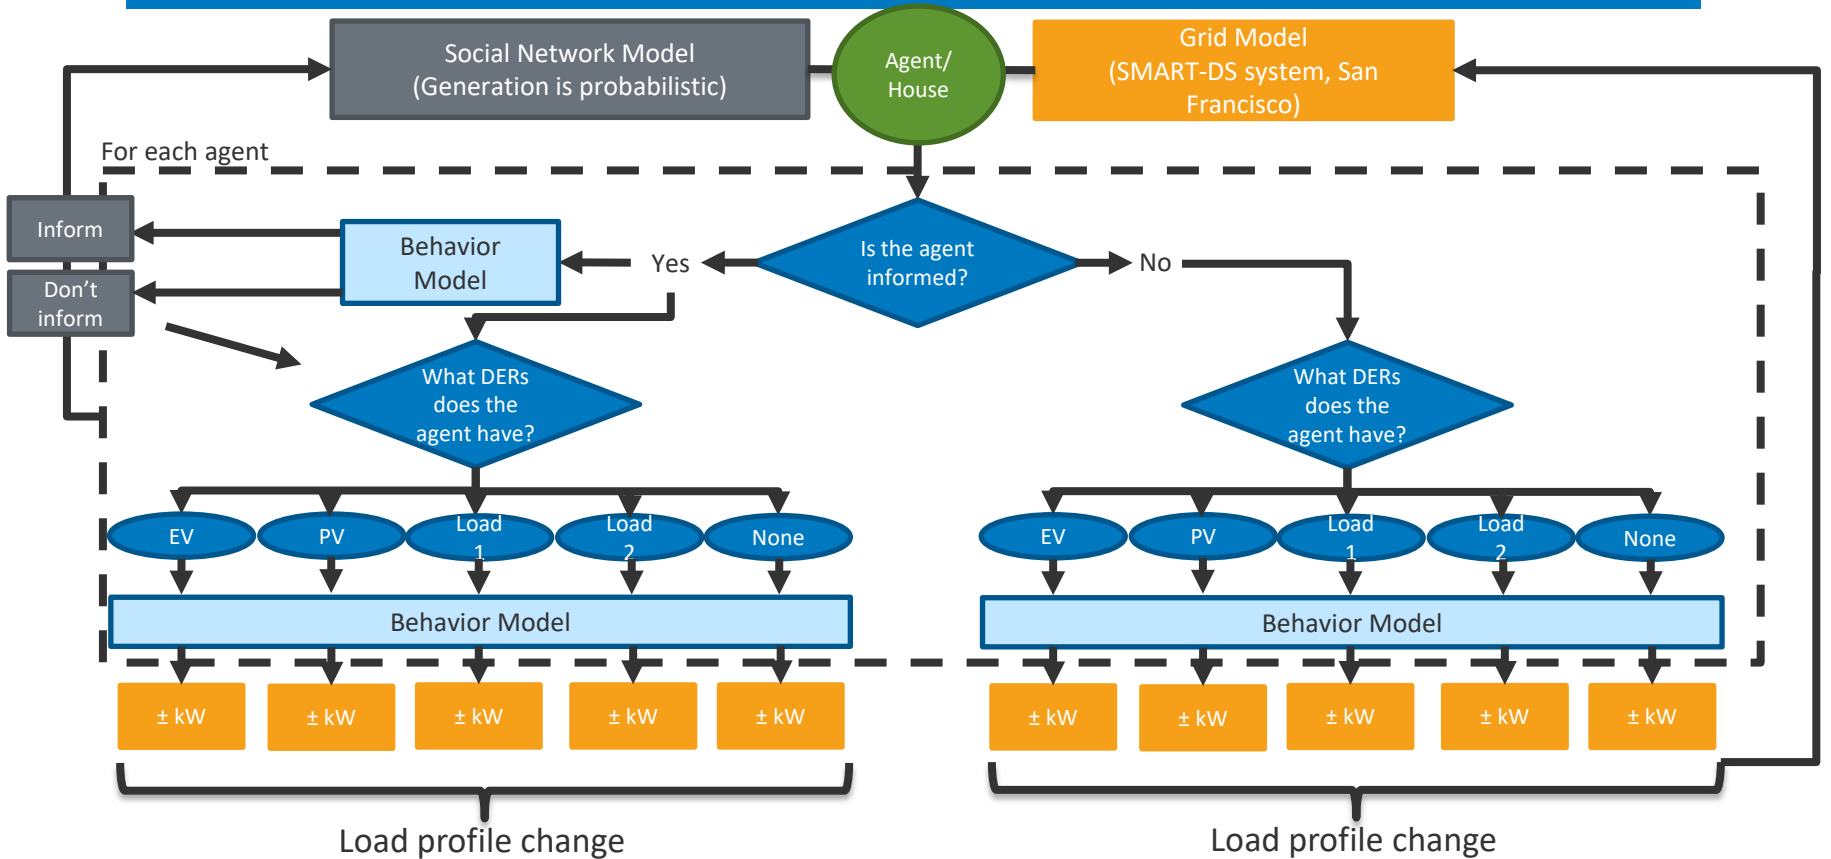 Social Network Model
(Generation is probabilistic)
Agent/
House
Grid Model
(SMART-DS system, San
Francisco)
For each agent
Inform
Don't
inform
Behavior
Model
Yes
Is the agent
informed?
No
What DERs
does the
agent have?
What DERs
does the
agent have?
EV
PV
Load
1
Load
2
None
EV
PV
Load
1
Load
2
None
Behavior Model
Behavior Model
± kW
± kW
± kW
± kW
± kW
± kW
± kW
± kW
± kW
± kW
Load profile change
Load profile change